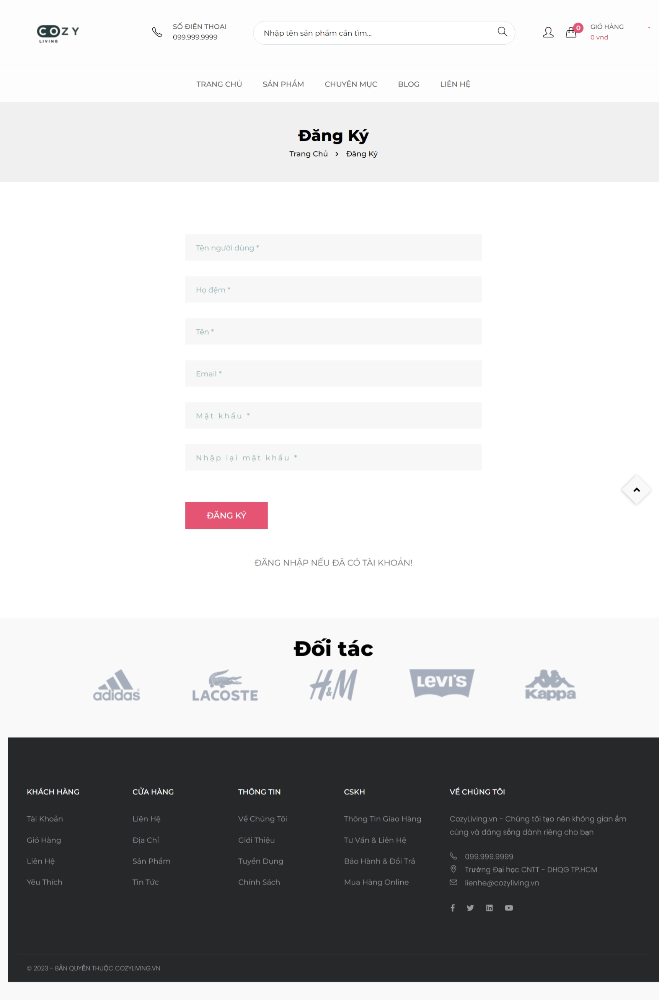 COZY
LIVING
SỐ ĐIỆN THOẠI
099.999.9999
Nhập tên sản phẩm cần tìm...
0
GIỎ HÀNG
0 vnd
TRANG CHỦ
SẢN PHẨM
CHUYÊN MỤC
BLOG
LIÊN HỆ
Đăng Ký
Trang Chủ
Đăng Ký
Tên người dùng *
Họ đệm *
Tên *
Email *
Mật khẩu *
Nhập lại mật khẩu *
ĐĂNG KÝ
ĐĂNG NHẬP NẾU ĐÃ CÓ TÀI KHOẢN!
Đối tác
adidas
LACOSTE
H&M
LEVI'S
Kappa
KHÁCH HÀNG
Tài Khoản
Giỏ Hàng
Liên Hệ
Yêu Thích
CỬA HÀNG
Liên Hệ
Địa Chỉ
Sản Phẩm
Tin Tức
THÔNG TIN
Về Chúng Tôi
Giới Thiệu
Tuyển Dụng
Chính Sách
CSKH
Thông Tin Giao Hàng
Tư Vấn & Liên Hệ
Bảo Hành & Đổi Trả
Mua Hàng Online
VỀ CHÚNG TÔI
CozyLiving.vn - Chúng tôi tạo nên không gian ấm
cúng và đáng sống dành riêng cho bạn
099.999.9999
Trường Đại học CNTT - DHQG TP.HCM
lienhe@cozyliving.vn
© 2023 - BẢN QUYỀN THUỘC COZYLIVING.VN